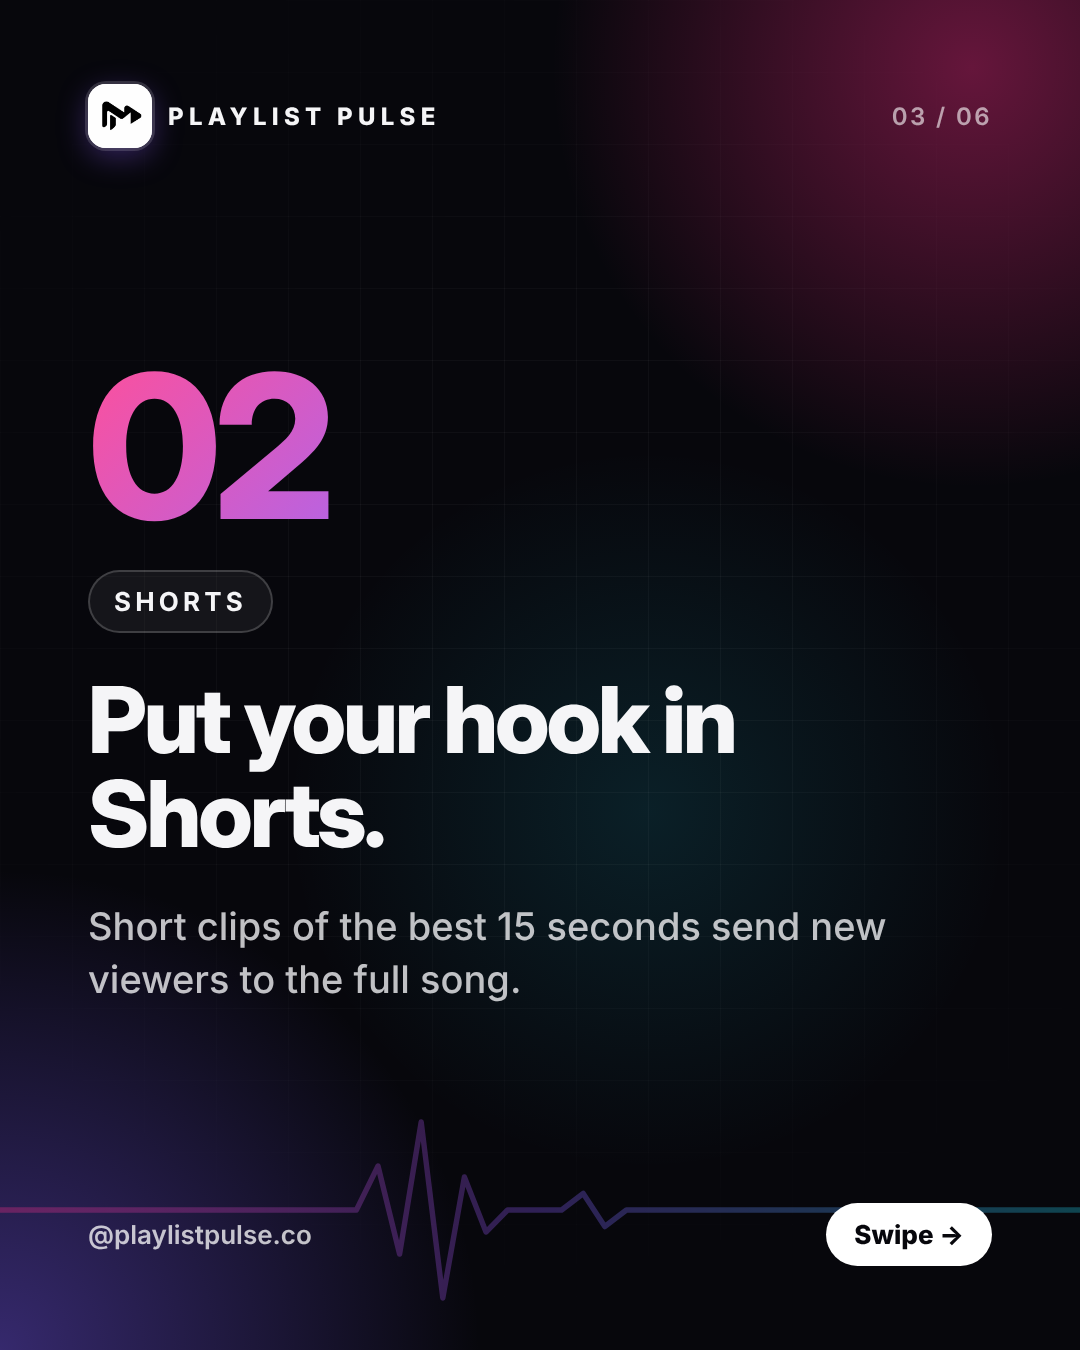 PLAYLIST PULSE
03 / 06
02
SHORTS
Put your hook in
Shorts.
Short clips of the best 15 seconds send new
viewers to the full song.
@playlistpulse.co
Swipe →